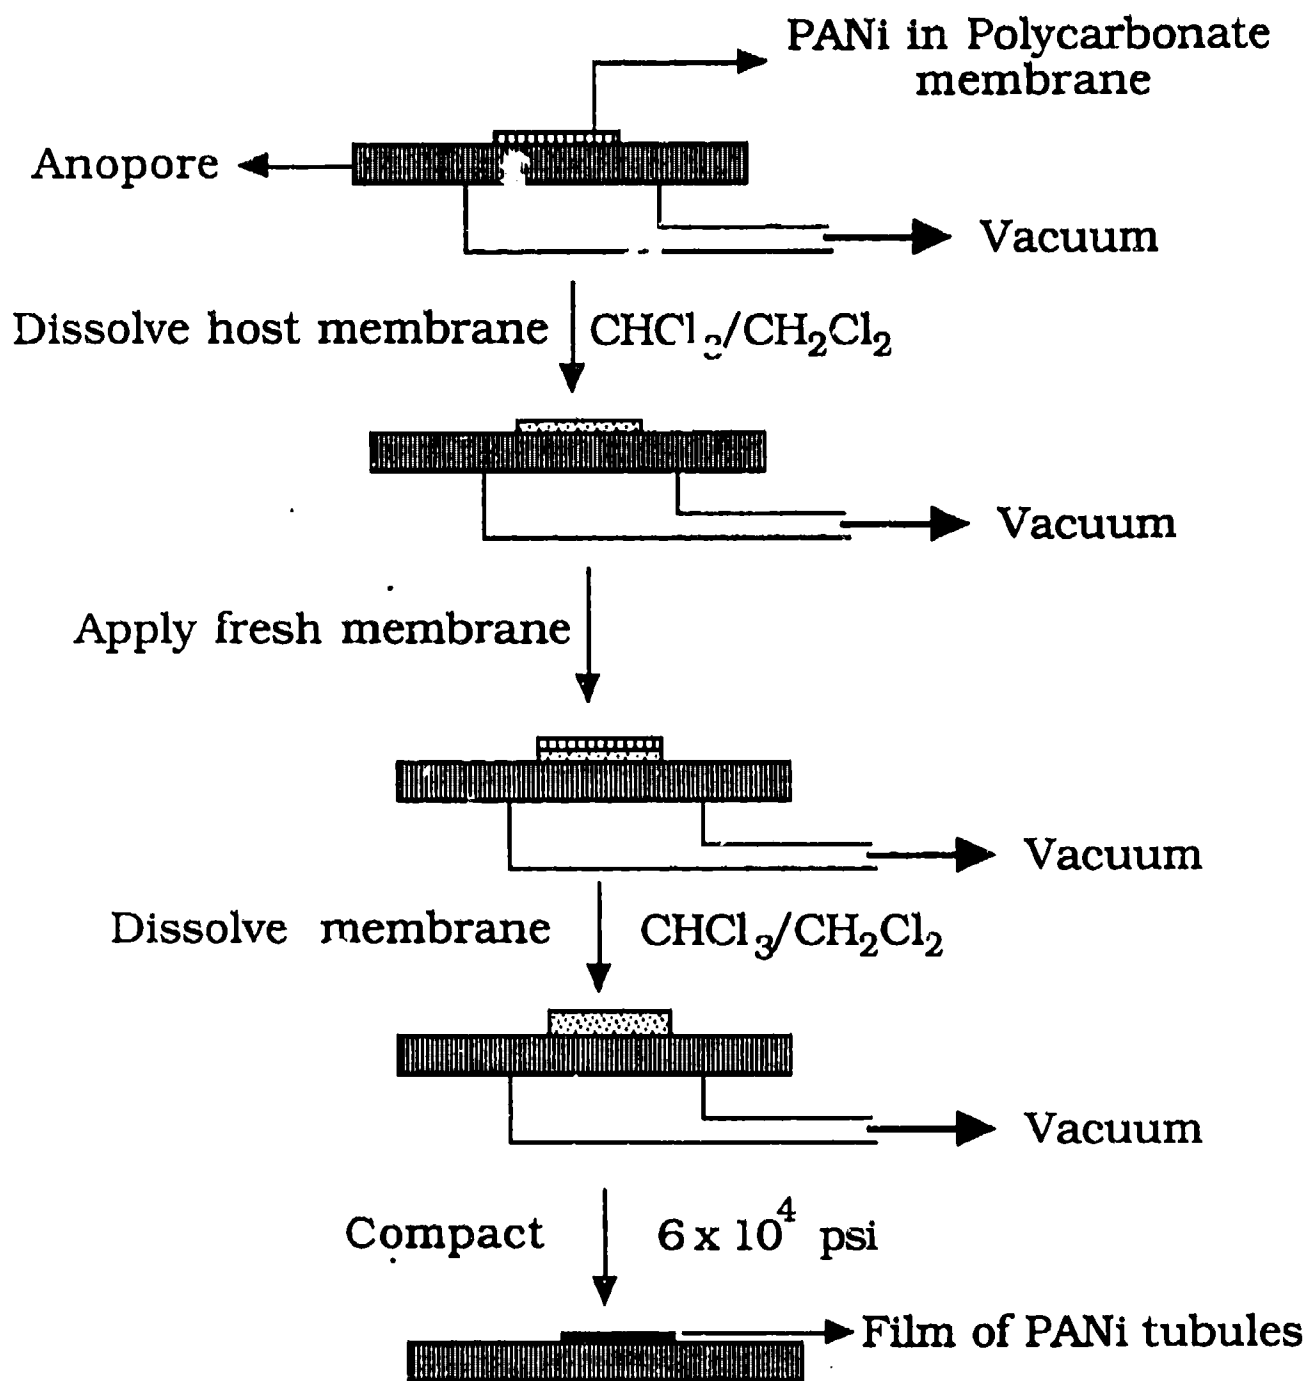 PANi in Polycarbonate
membrane
Anopore
Vacuum
Dissolve host membrane CHCl3/CH2Cl2
Vacuum
Apply fresh membrane
Vacuum
Dissolve membrane CHCl3/CH2Cl2
Vacuum
Compact 6 x 10^4 psi
Film of PANi tubules